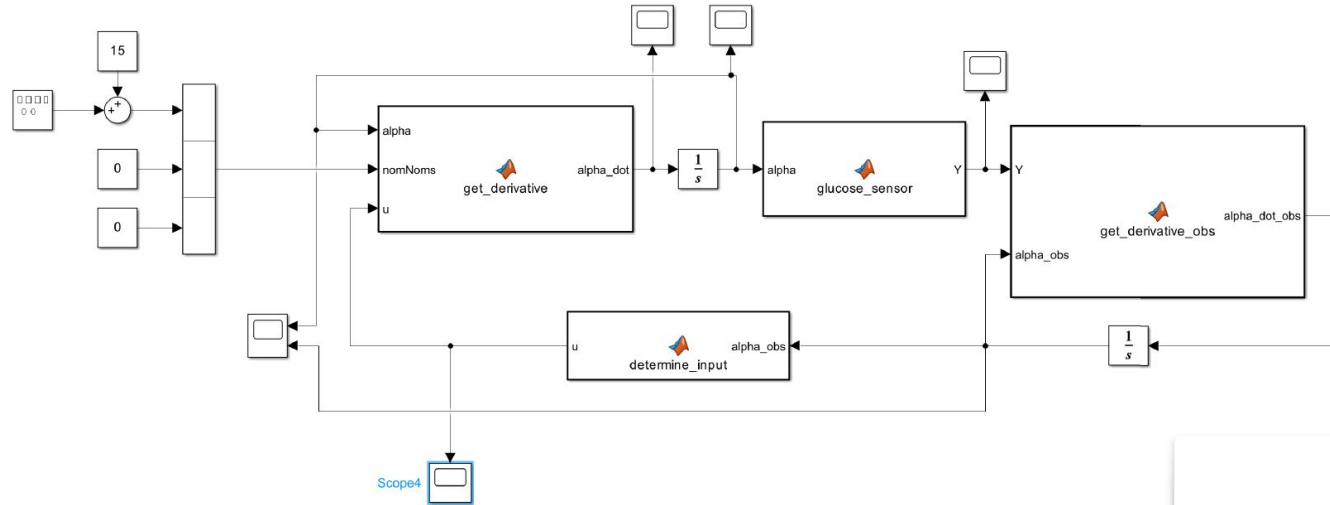 15
+
+
0
0
alpha
nomNoms
u
get_derivative
alpha_dot
1
s
alpha
glucose_sensor
Y
Y
alpha_obs
get_derivative_obs
alpha_dot_obs
u
determine_input
alpha_obs
1
s
Scope4